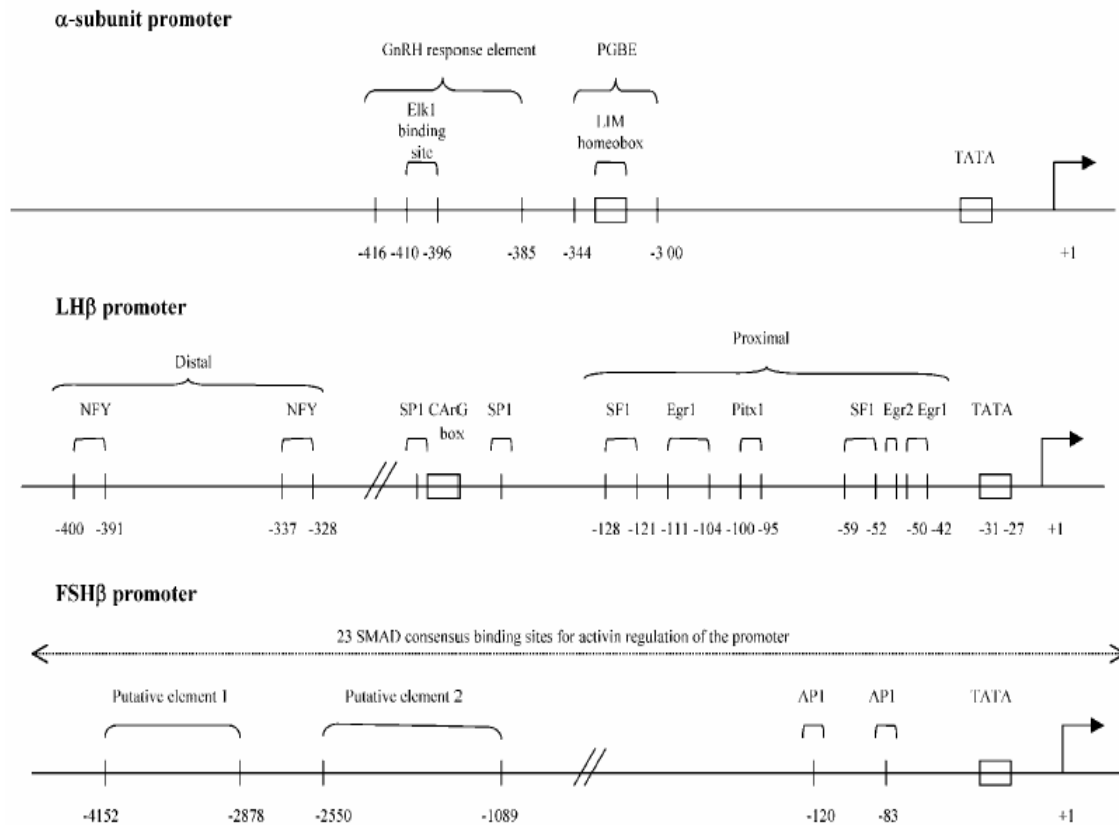 α-subunit promoter
GnRH response element PGBE
Elk1 binding site
LIM homeobox
TATA
-416 -410 -396 -385 -344 -3 00 +1
LHβ promoter
Distal Proximal
NFY NFY SP1 CArG box SP1 SF1 Egr1 Pitx1 SF1 Egr2 Egr1 TATA
-400 -391 -337 -328 -128 -121 -111 -104 -100 -95 -59 -52 -50 -42 -31 -27 +1
FSHβ promoter
23 SMAD consensus binding sites for activin regulation of the promoter
Putative element 1 Putative element 2 AP1 AP1 TATA
-4152 -2878 -2550 -1089 -120 -83 +1